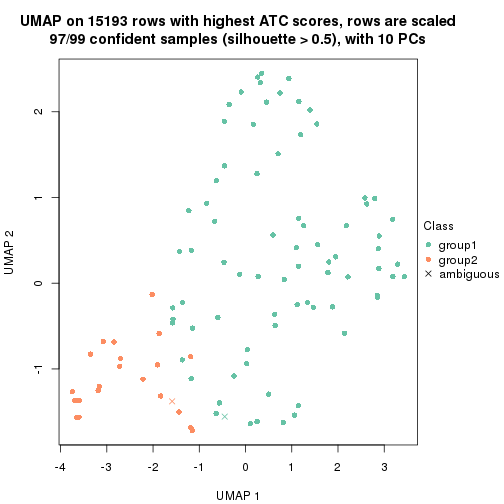 UMAP on 15193 rows with highest ATC scores, rows are scaled
97/99 confident samples (silhouette > 0.5), with 10 PCs
UMAP 2
2
1
0
-1
-4
-3
-2
-1
0
1
2
3
UMAP 1
Class
group1
group2
ambiguous